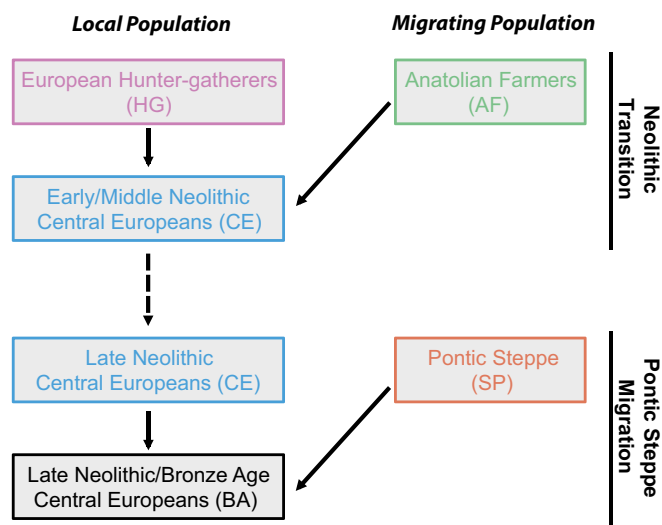 Local Population
Migrating Population
European Hunter-gatherers
(HG)
Anatolian Farmers
(AF)
Neolithic
Transition
Early/Middle Neolithic
Central Europeans (CE)
Late Neolithic
Central Europeans (CE)
Pontic Steppe
(SP)
Pontic Steppe
Migration
Late Neolithic/Bronze Age
Central Europeans (BA)